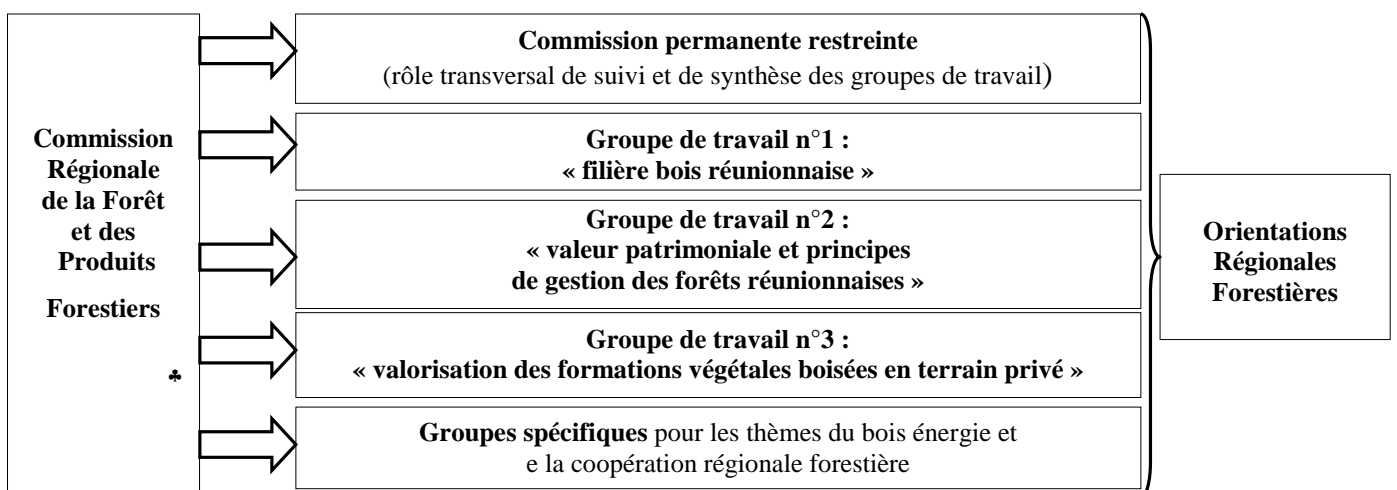 Commission
Régionale
de la Forêt
et des
Produits
Forestiers
♣
Commission permanente restreinte
(rôle transversal de suivi et de synthèse des groupes de travail)
Groupe de travail n°1 :
« filière bois réunionnaise »
Groupe de travail n°2 :
« valeur patrimoniale et principes
de gestion des forêts réunionnaises »
Groupe de travail n°3 :
« valorisation des formations végétales boisées en terrain privé »
Groupes spécifiques pour les thèmes du bois énergie et
e la coopération régionale forestière
Orientations
Régionales
Forestières